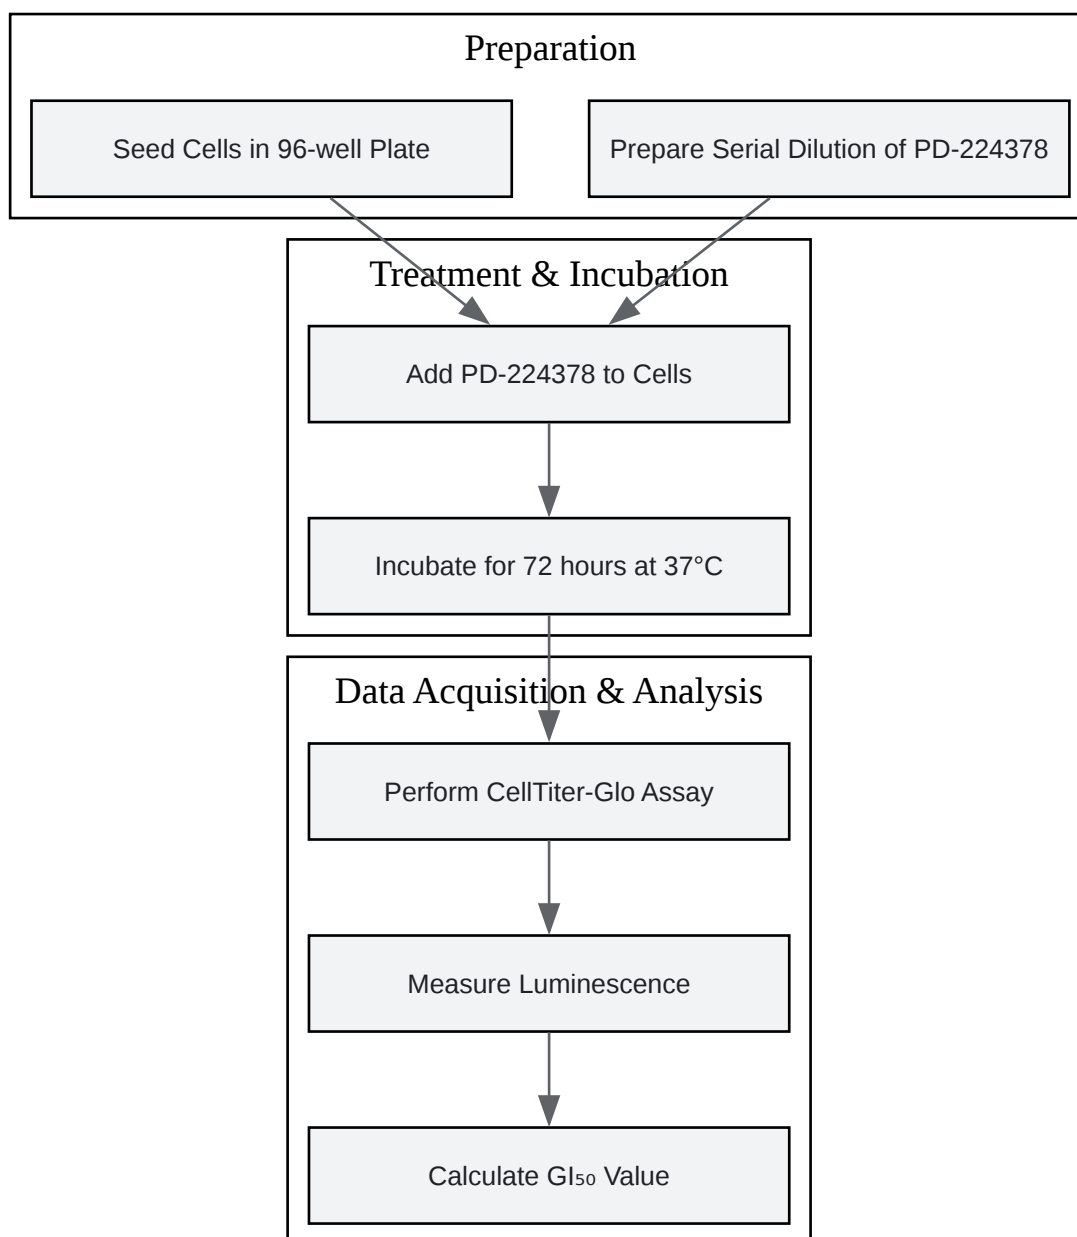 Preparation
Seed Cells in 96-well Plate
Prepare Serial Dilution of PD-224378
Treatment & Incubation
Add PD-224378 to Cells
Incubate for 72 hours at 37°C
Data Acquisition & Analysis
Perform CellTiter-Glo Assay
Measure Luminescence
Calculate GI₅₀ Value